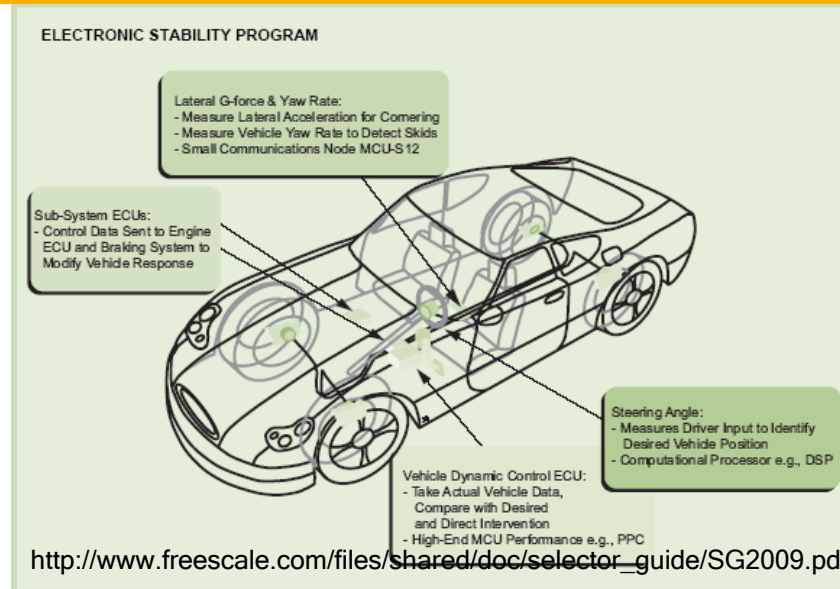 ELECTRONIC STABILITY PROGRAM
Lateral G-force & Yaw Rate:
- Measure Lateral Acceleration for Cornering
- Measure Vehicle Yaw Rate to Detect Skids
- Small Communications Node MCU-S12
Sub-System ECUs:
- Control Data Sent to Engine
ECU and Braking System to
Modify Vehicle Response
Steering Angle:
- Measures Driver Input to Identify
Desired Vehicle Position
- Computational Processor e.g., DSP
Vehicle Dynamic Control ECU:
- Take Actual Vehicle Data,
Compare with Desired
and Direct Intervention
- High-End MCU Performance e.g., PPC
http://www.freescale.com/files/shared/doc/selector_guide/SG2009.pd